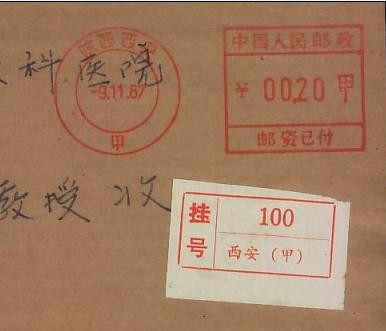 陕西西安
中国人民邮政
科医院
-9.11.87
¥ 00.20 甲
甲
邮资已付
教授 收
挂号
100
西安（甲）